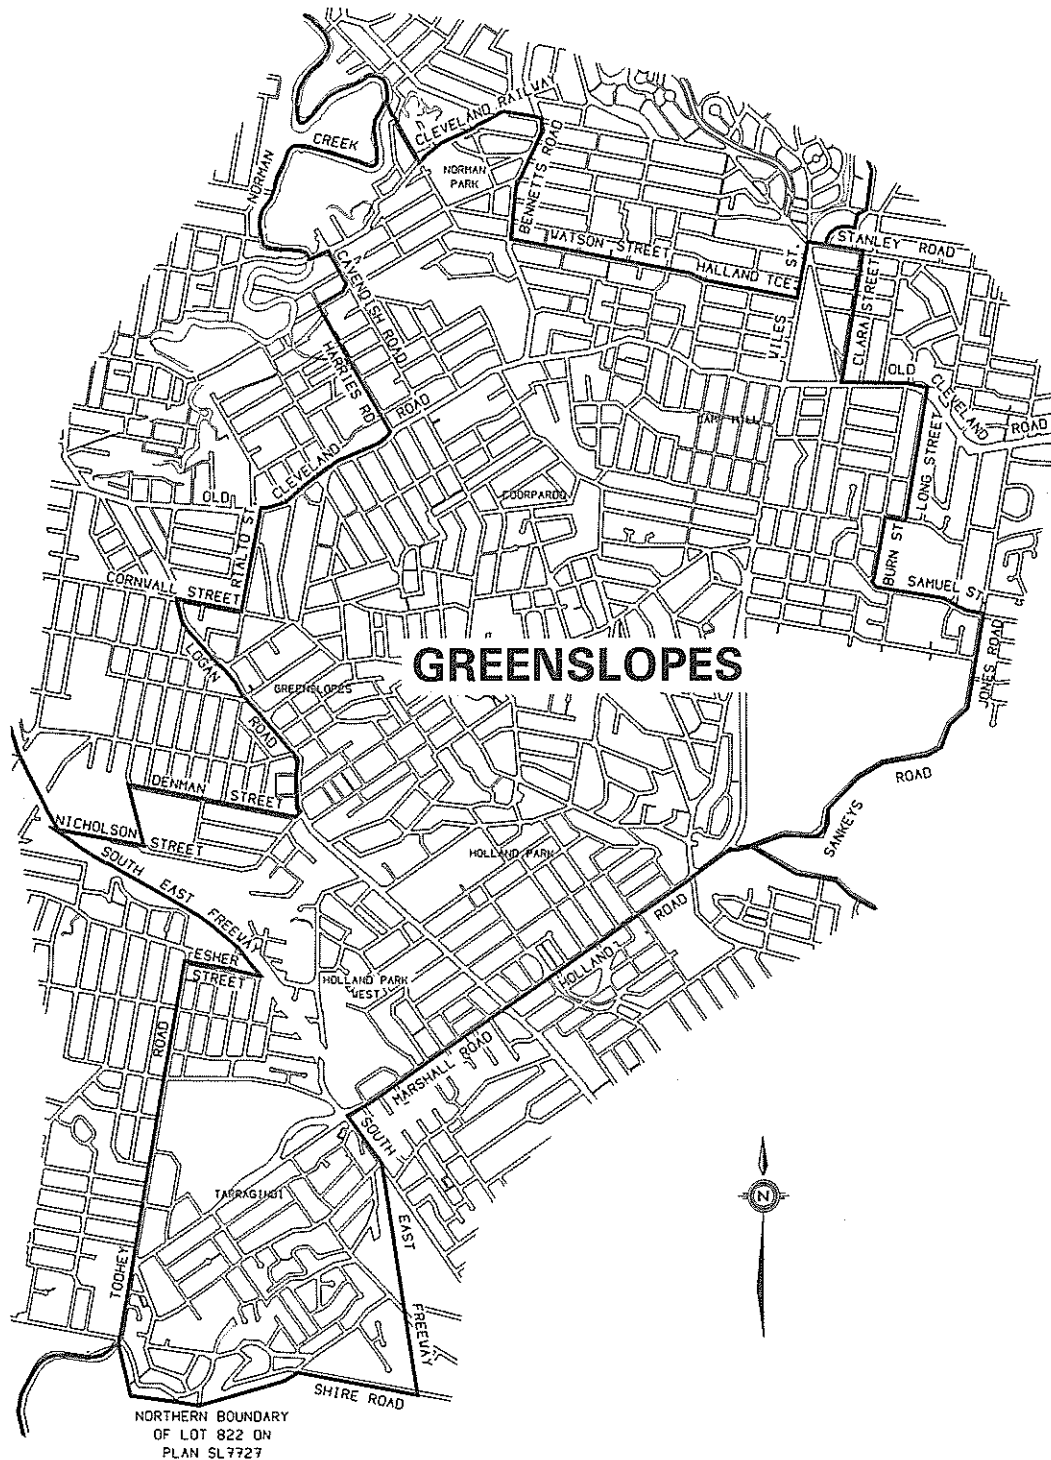 CLEVELAND RAILWAY
NORMAN
CREEK
BENNETTS ROAD
NORMAN
PARK
WATSON STREET
HALLAND TCE
WILES ST.
STANLEY ROAD
CLARA STREET
CAVENDISH ROAD
HARRIES RD
OLD
CLEVELAND
ROAD
OLD
CLEVELAND
ROAD
LONG STREET
CAMP HILL
COORPAROO
RIALTO ST
BURN ST
SAMUEL ST
CORNWALL STREET
LOGAN
ROAD
GREENSLOPES
GREENSLOPES
JONES ROAD
SANKEYS
ROAD
DENMAN STREET
NICHOLSON
STREET
HOLLAND PARK
SOUTH EAST FREEWAY
HOLLAND
ROAD
ESHER
STREET
HOLLAND PARK
WEST
MARSHALL ROAD
TOOHEY
ROAD
SOUTH
EAST
FREEWAY
TARRAGINDI
N
SHIRE ROAD
NORTHERN BOUNDARY
OF LOT 822 ON
PLAN SL7727